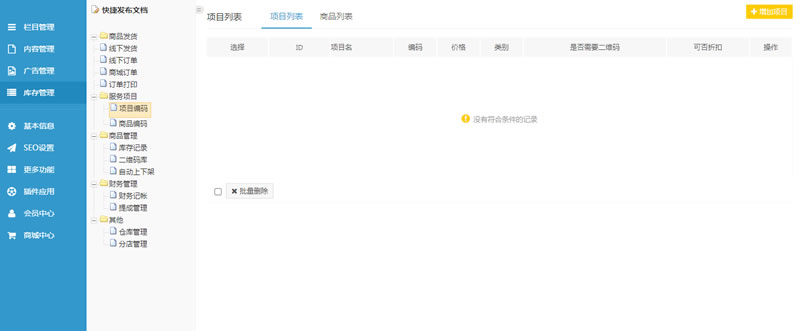 栏目管理
内容管理
广告管理
库存管理
基本信息
SEO设置
更多功能
插件应用
会员中心
商城中心
快捷发布文档
商品发货
线下发货
线下订单
商城订单
订单打印
服务项目
项目编码
商品编码
商品管理
库存记录
二维码库
自动上下架
财务管理
财务记帐
提成管理
其他
仓库管理
分店管理
项目列表 项目列表 商品列表
+ 增加项目
选择 ID 项目名 编码 价格 类别 是否需要二维码 可否折扣 操作
没有符合条件的记录
批量删除